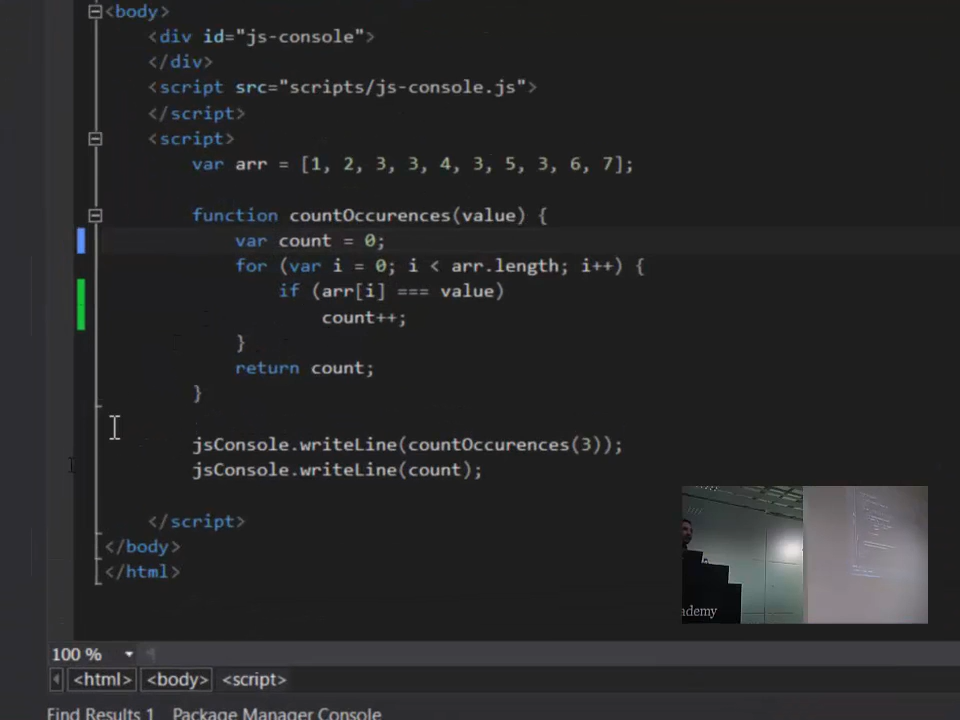 <body>
<div id="js-console">
</div>
<script src="scripts/js-console.js">
</script>
<script>
var arr = [1, 2, 3, 3, 4, 3, 5, 3, 6, 7];
function countOccurences(value) {
var count = 0;
for (var i = 0; i < arr.length; i++) {
if (arr[i] === value)
count++;
}
return count;
}
jsConsole.writeLine(countOccurences(3));
jsConsole.writeLine(count);
</script>
</body>
</html>
ademy
100 %
<html> <body> <script>
Find Results 1 Package Manager Console